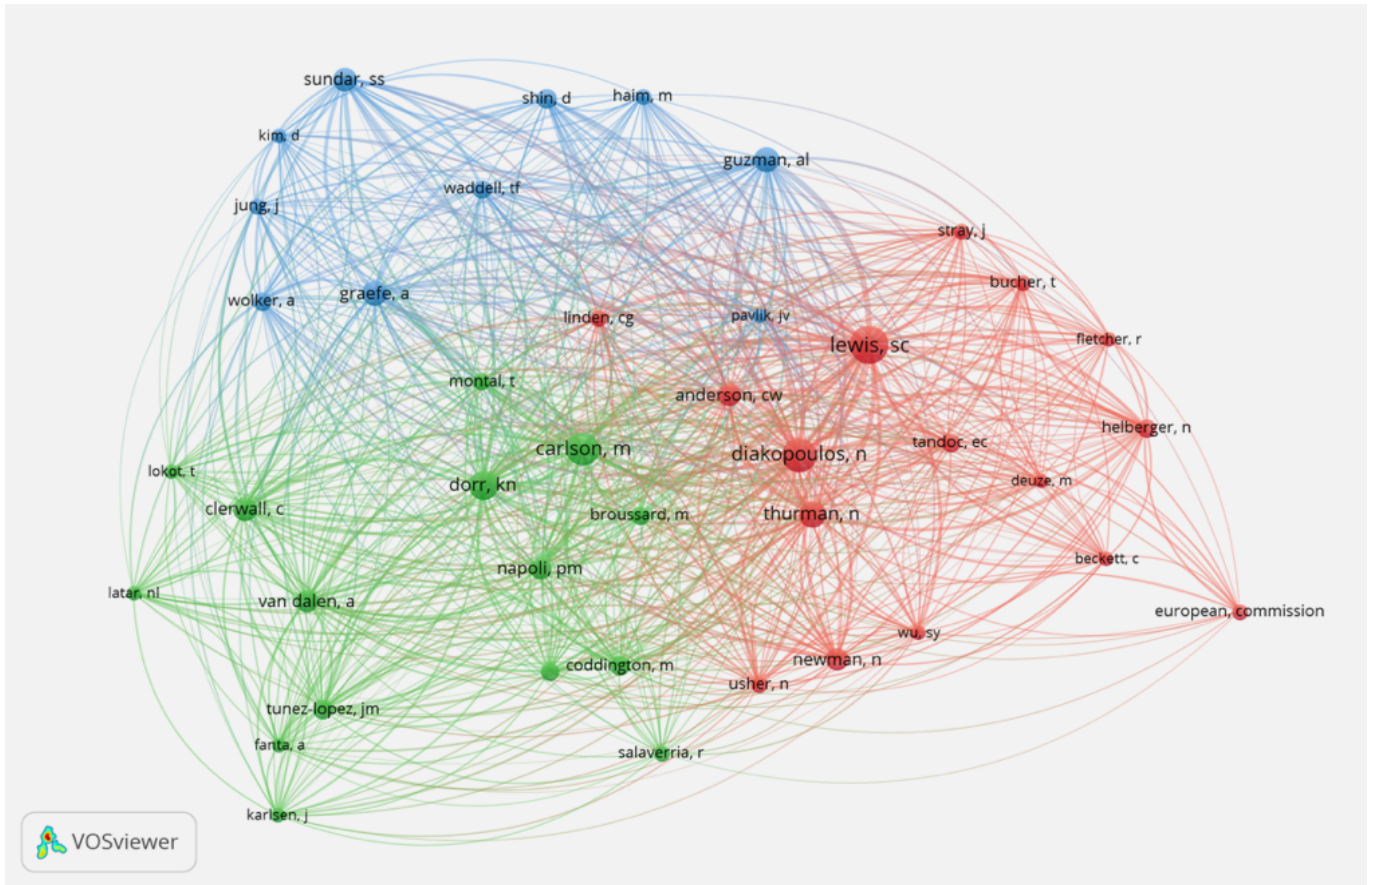 sundar, ss
shin, d
haim, m
kim, d
guzman, al
waddell, tf
jung, j
stray, j
bucher, t
graefe, a
wolker, a
linden, cg
pavlik, jv
lewis, sc
fletcher, r
montal, t
anderson, cw
helberger, n
carlson, m
diakopoulos, n
tandoc, ec
lokot, t
dorr, kn
deuze, m
clerwall, c
broussard, m
thurman, n
beckett, c
napoli, pm
latar, nl
van dalen, a
european, commission
wu, sy
coddington, m
newman, n
usher, n
tunez-lopez, jm
fanta, a
salaverria, r
karlsen, j
VOSviewer